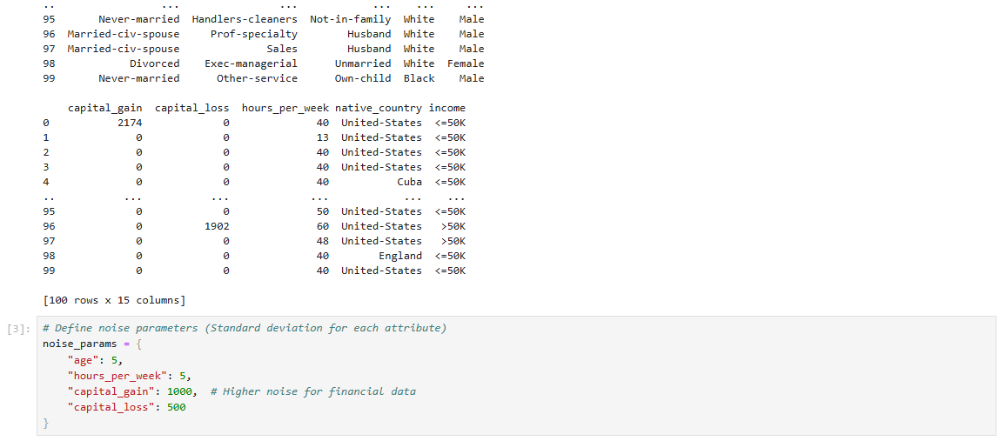 ..                 ...                ...            ...    ...     ...
95       Never-married  Handlers-cleaners  Not-in-family  White    Male
96  Married-civ-spouse     Prof-specialty        Husband  White    Male
97  Married-civ-spouse              Sales        Husband  White    Male
98            Divorced    Exec-managerial      Unmarried  White  Female
99       Never-married      Other-service      Own-child  Black    Male
    capital_gain  capital_loss  hours_per_week native_country income
0           2174             0              40  United-States  <=50K
1              0             0              13  United-States  <=50K
2              0             0              40  United-States  <=50K
3              0             0              40  United-States  <=50K
4              0             0              40           Cuba  <=50K
..           ...           ...             ...            ...    ...
95             0             0              50  United-States  <=50K
96             0          1902              60  United-States   >50K
97             0             0              48  United-States   >50K
98             0             0              40        England  <=50K
99             0             0              40  United-States  <=50K
[100 rows x 15 columns]
[3]: # Define noise parameters (Standard deviation for each attribute)
noise_params = {
    "age": 5,
    "hours_per_week": 5,
    "capital_gain": 1000,  # Higher noise for financial data
    "capital_loss": 500
}